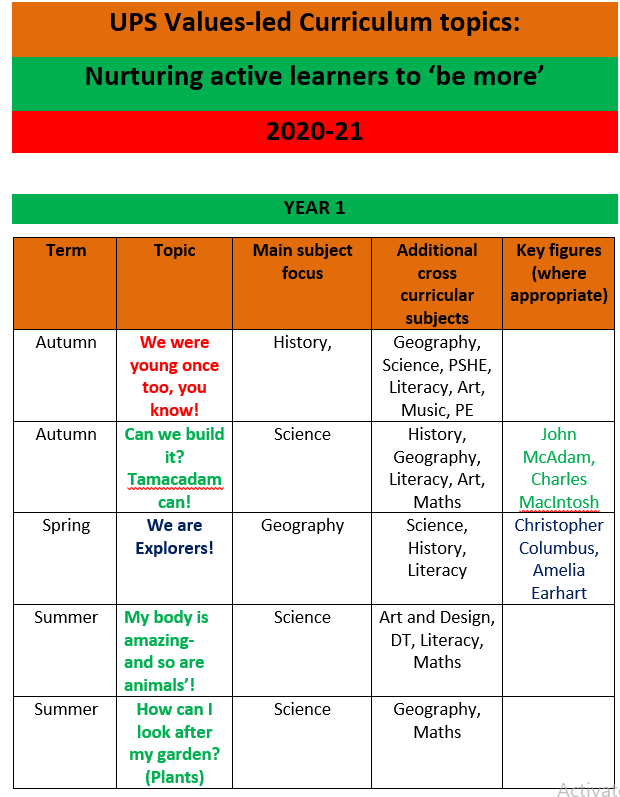 UPS Values-led Curriculum topics:
Nurturing active learners to ‘be more’
2020-21
YEAR 1
Term
Topic
Main subject
focus
Additional
cross
curricular
subjects
Key figures
(where
appropriate)
Autumn
We were
young once
too, you
know!
History,
Geography,
Science, PSHE,
Literacy, Art,
Music, PE
Autumn
Can we build
it?
Tamacadam
can!
Science
History,
Geography,
Literacy, Art,
Maths
John
McAdam,
Charles
MacIntosh
Spring
We are
Explorers!
Geography
Science,
History,
Literacy
Christopher
Columbus,
Amelia
Earhart
Summer
My body is
amazing-
and so are
animals’!
Science
Art and Design,
DT, Literacy,
Maths
Summer
How can I
look after
my garden?
(Plants)
Science
Geography,
Maths
Activat